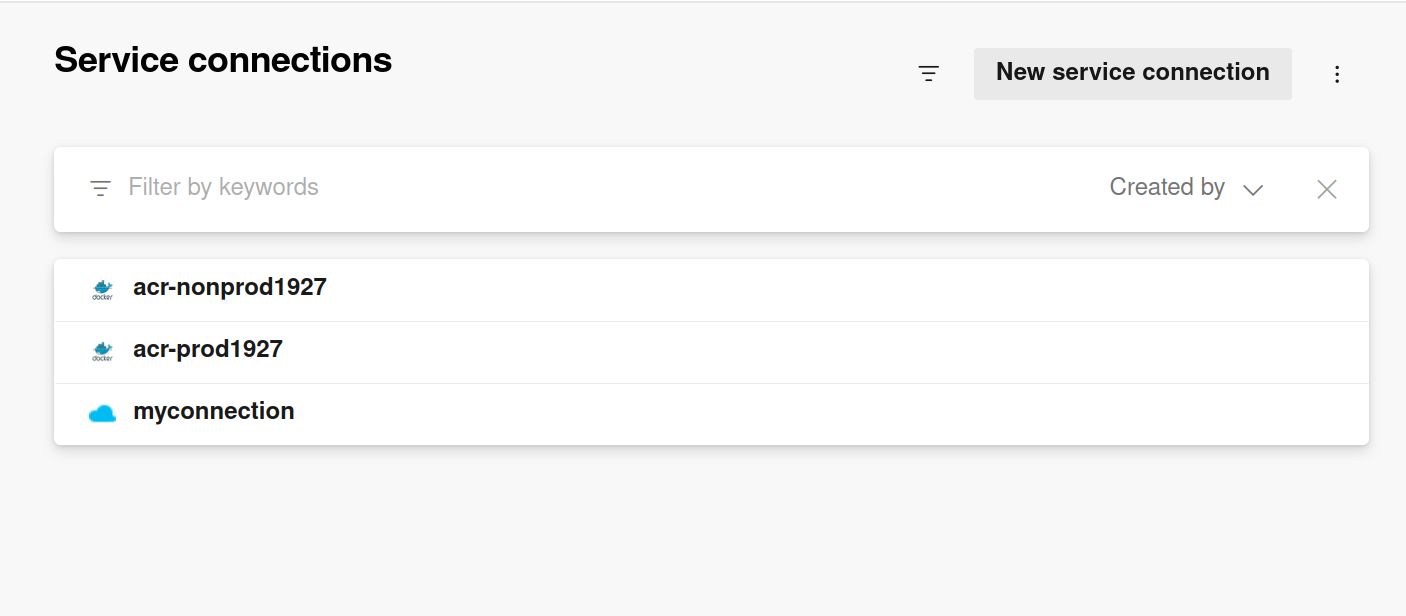 Service connections
New service connection
Filter by keywords
Created by
docker
acr-nonprod1927
docker
acr-prod1927
myconnection